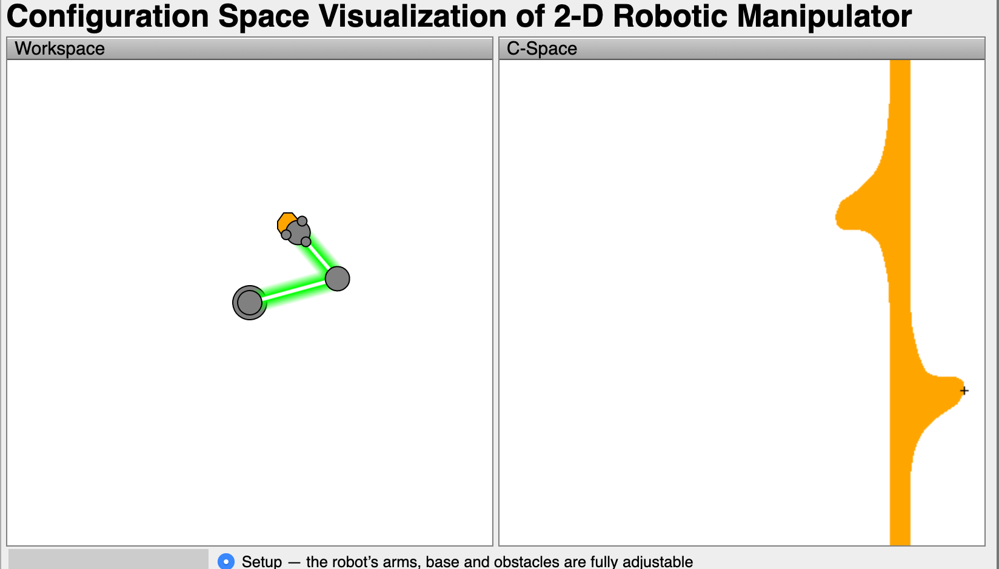 Configuration Space Visualization of 2-D Robotic Manipulator
Workspace
C-Space
Setup — the robot’s arms, base and obstacles are fully adjustable